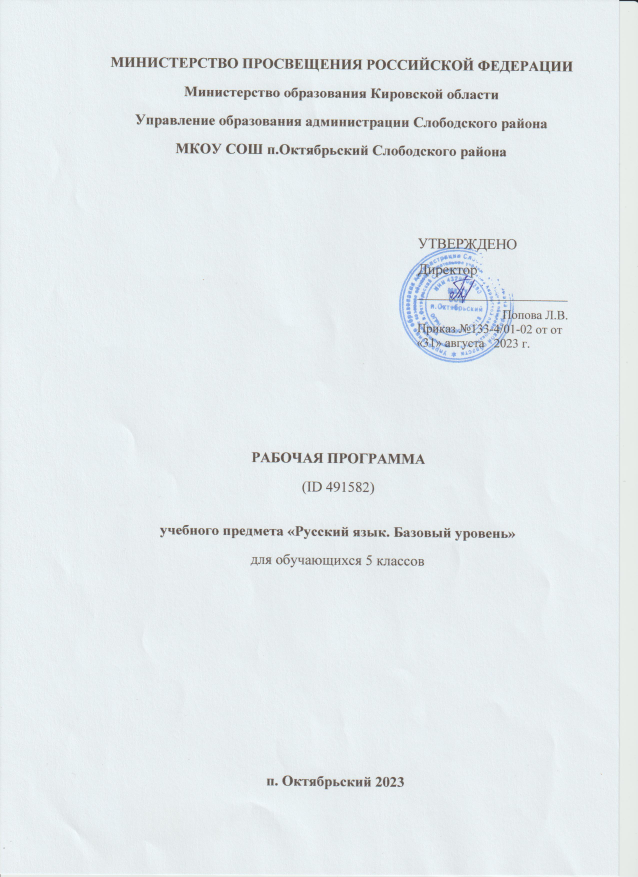 МИНИСТЕРСТВО ПРОСВЕЩЕНИЯ РОССИЙСКОЙ ФЕДЕРАЦИИ
Министерство образования Кировской области
Управление образования администрации Слободского района
МКОУ СОШ п.Октябрьский Слободского района
УТВЕРЖДЕНО
Директор
п.Октябрьский
Попова Л.В.
Приказ №133-4/01-02 от от
«31» августа 2023 г.
РАБОЧАЯ ПРОГРАММА
(ID 491582)
учебного предмета «Русский язык. Базовый уровень»
для обучающихся 5 классов
п. Октябрьский 2023